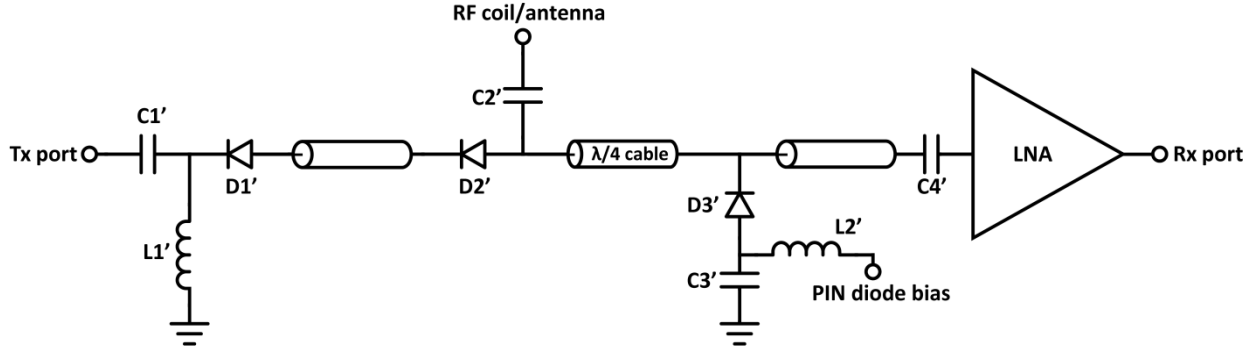 RF coil/antenna
C1’
C2’
Tx port
λ/4 cable
LNA
Rx port
D1’
D2’
C4’
D3’
L2’
L1’
C3’
PIN diode bias